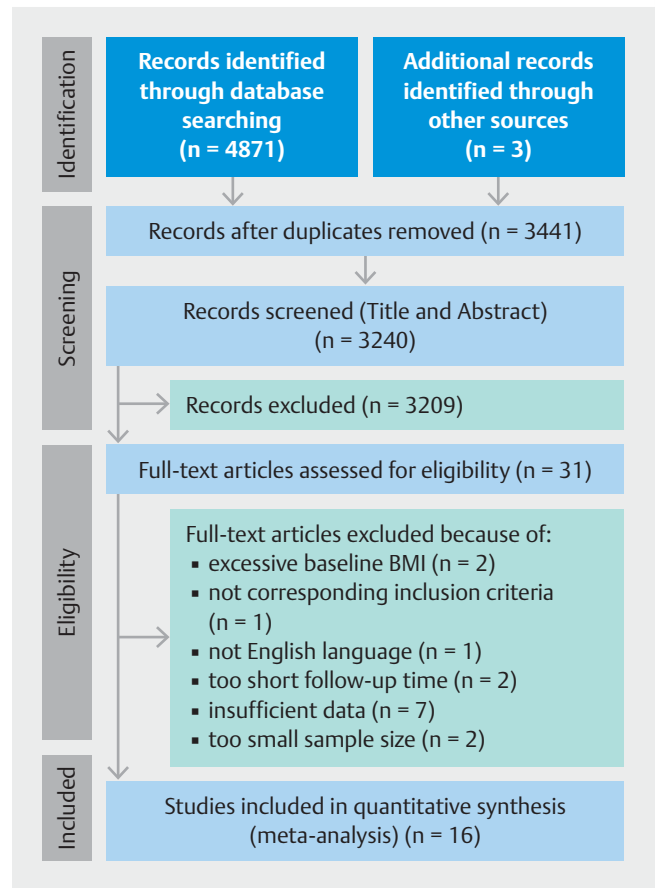 Identification
Records identified
through database
searching
(n = 4871)
Additional records
identified through
other sources
(n = 3)
Screening
Records after duplicates removed (n = 3441)
Records screened (Title and Abstract)
(n = 3240)
Records excluded (n = 3209)
Eligibility
Full-text articles assessed for eligibility (n = 31)
Full-text articles excluded because of:
▪ excessive baseline BMI (n = 2)
▪ not corresponding inclusion criteria
(n = 1)
▪ not English language (n = 1)
▪ too short follow-up time (n = 2)
▪ insufficient data (n = 7)
▪ too small sample size (n = 2)
Included
Studies included in quantitative synthesis
(meta-analysis) (n = 16)